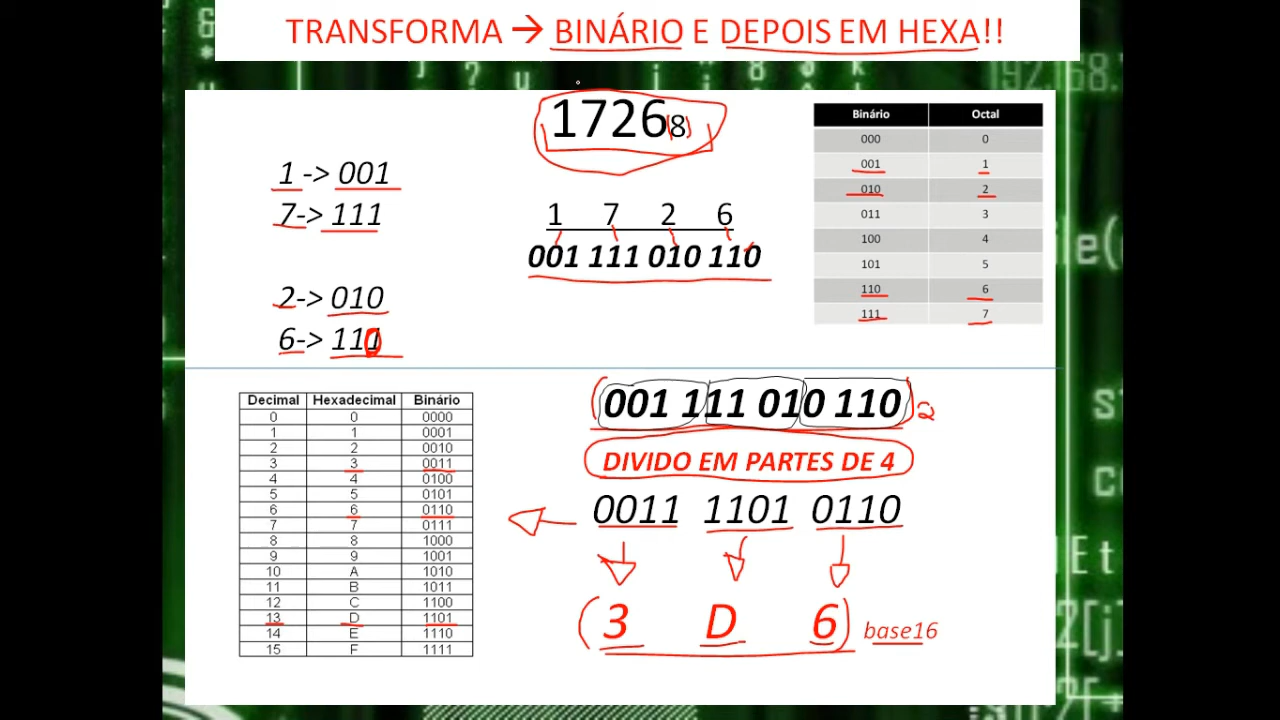 TRANSFORMA → BINÁRIO E DEPOIS EM HEXA!!
1726(8)
1 -> 001
7-> 111
2-> 010
6-> 110
1 7 2 6
001 111 010 110
Binário Octal
000 0
001 1
010 2
011 3
100 4
101 5
110 6
111 7
Decimal Hexadecimal Binário
0 0 0000
1 1 0001
2 2 0010
3 3 0011
4 4 0100
5 5 0101
6 6 0110
7 7 0111
8 8 1000
9 9 1001
10 A 1010
11 B 1011
12 C 1100
13 D 1101
14 E 1110
15 F 1111
(001 111 010 110)2
DIVIDO EM PARTES DE 4
0011 1101 0110
(3 D 6) base16